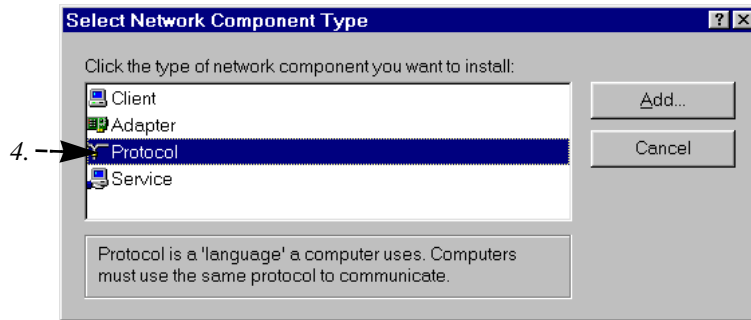 Select Network Component Type
Click the type of network component you want to install:
Client
Adapter
4. Protocol
Service
Add...
Cancel
Protocol is a 'language' a computer uses. Computers
must use the same protocol to communicate.